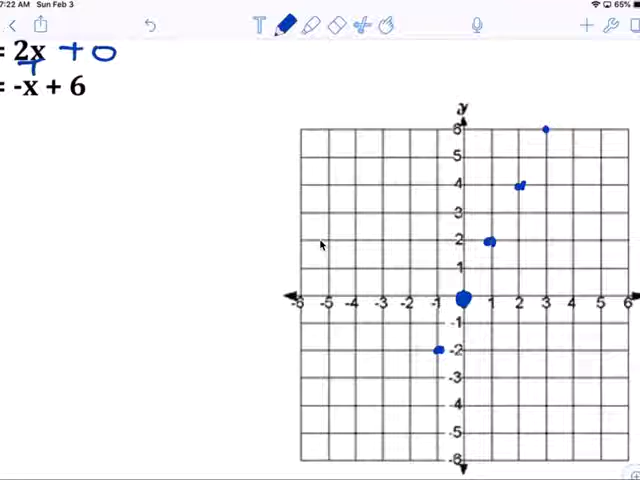 7:22 AM Sun Feb 3 65%
T
= 2x + 0
= -x + 6
y
6
5
4
3
2
1
-6 -5 -4 -3 -2 -1 1 2 3 4 5 6
-1
-2
-3
-4
-5
-6